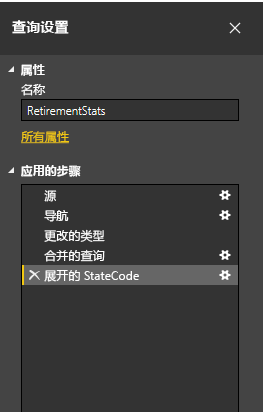 查询设置
属性
名称
RetirementStats
所有属性
应用的步骤
源
导航
更改的类型
合并的查询
展开的 StateCode